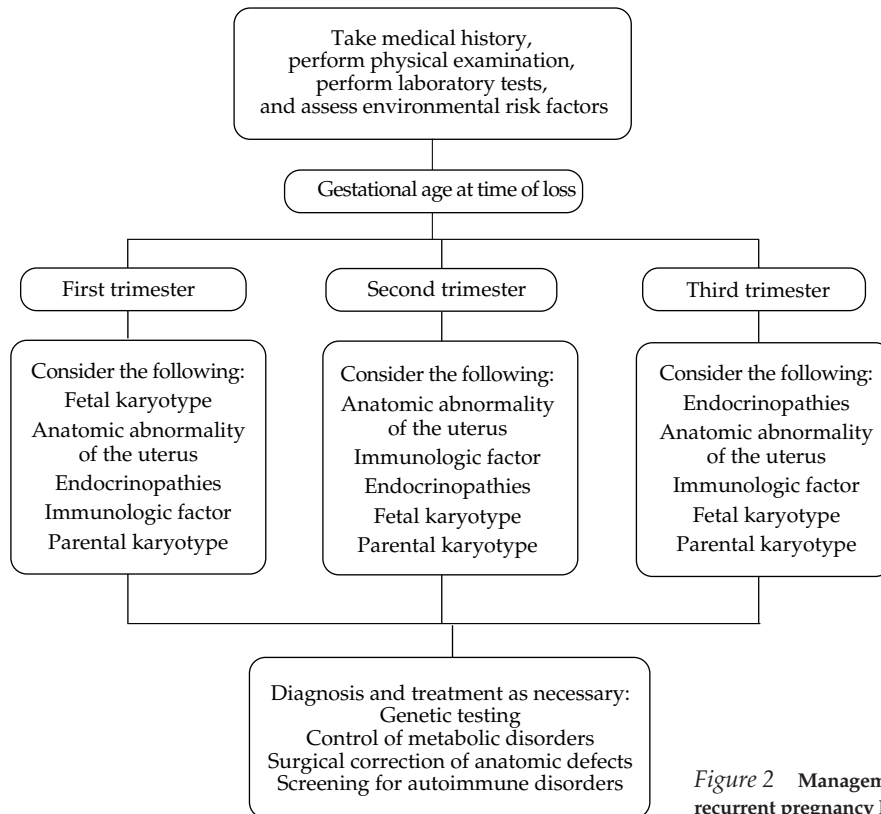 Take medical history,
perform physical examination,
perform laboratory tests,
and assess environmental risk factors
Gestational age at time of loss
First trimester
Second trimester
Third trimester
Consider the following:
Fetal karyotype
Anatomic abnormality
of the uterus
Endocrinopathies
Immunologic factor
Parental karyotype
Consider the following:
Anatomic abnormality
of the uterus
Immunologic factor
Endocrinopathies
Fetal karyotype
Parental karyotype
Consider the following:
Endocrinopathies
Anatomic abnormality
of the uterus
Immunologic factor
Fetal karyotype
Parental karyotype
Diagnosis and treatment as necessary:
Genetic testing
Control of metabolic disorders
Surgical correction of anatomic defects
Screening for autoimmune disorders
Figure 2
recurrent pregnancy